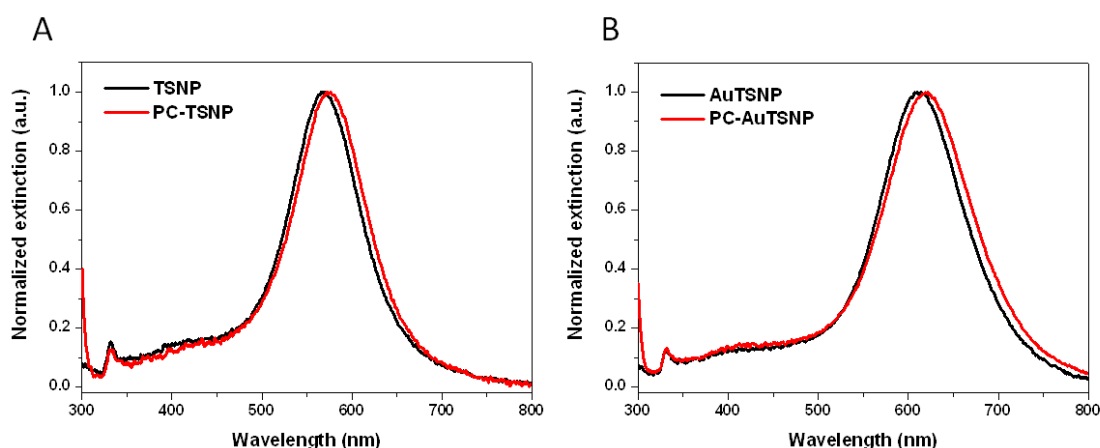 A
TSNP
PC-TSNP
Normalized extinction (a.u.)
1.0
0.8
0.6
0.4
0.2
0.0
300 400 500 600 700 800
Wavelength (nm)
B
AuTSNP
PC-AuTSNP
Normalized extinction (a.u.)
1.0
0.8
0.6
0.4
0.2
0.0
300 400 500 600 700 800
Wavelength (nm)